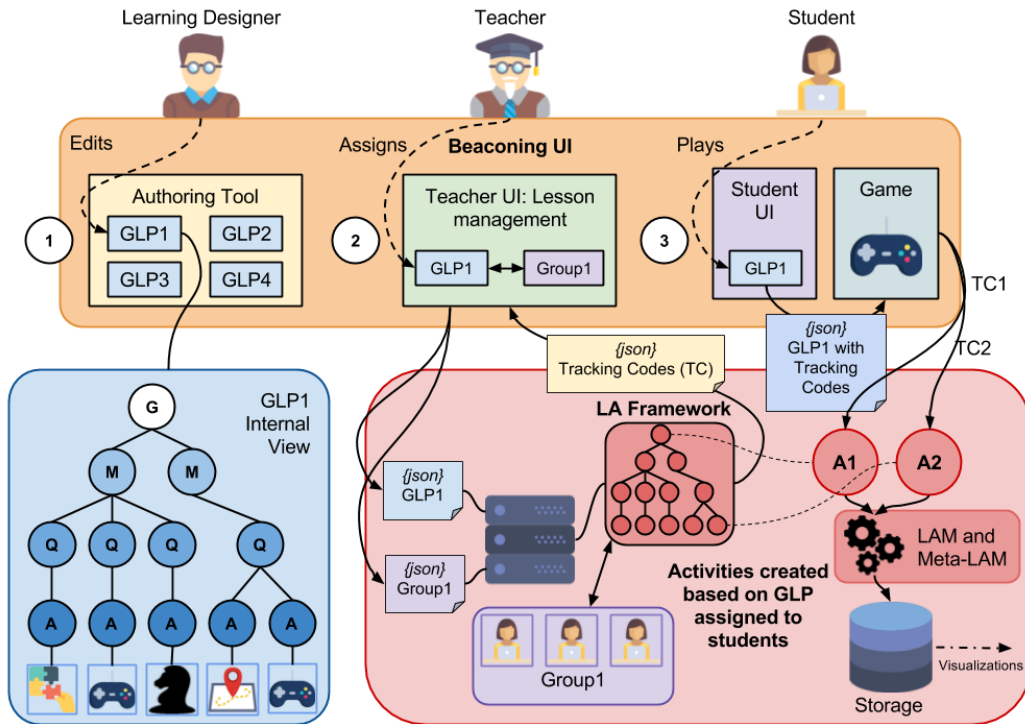 Learning Designer
Teacher
Student
Edits
Assigns
Beaconing UI
Plays
1
Authoring Tool
GLP1
GLP2
GLP3
GLP4
2
Teacher UI: Lesson
management
GLP1
Group1
3
Student
UI
GLP1
Game
TC1
TC2
{json}
Tracking Codes (TC)
{json}
GLP1 with
Tracking
Codes
GLP1
Internal
View
G
M
M
Q
Q
Q
Q
A
A
A
A
A
LA Framework
{json}
GLP1
{json}
Group1
A1
A2
LAM and
Meta-LAM
Activities created
based on GLP
assigned to
students
Group1
Visualizations
Storage